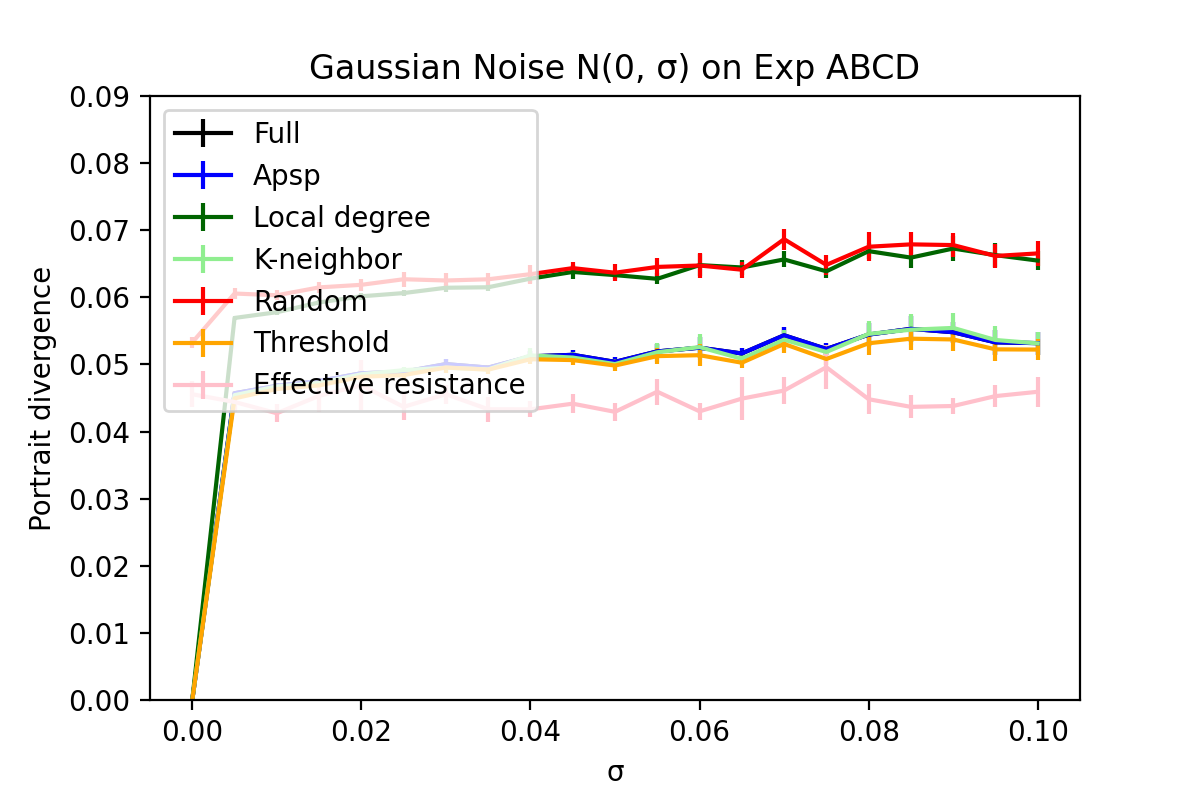 Gaussian Noise N(0, σ) on Exp ABCD
0.09
0.08
0.07
0.06
0.05
0.04
0.03
0.02
0.01
0.00
Portrait divergence
Full
Apsp
Local degree
K-neighbor
Random
Threshold
Effective resistance
0.00 0.02 0.04 0.06 0.08 0.10
σ